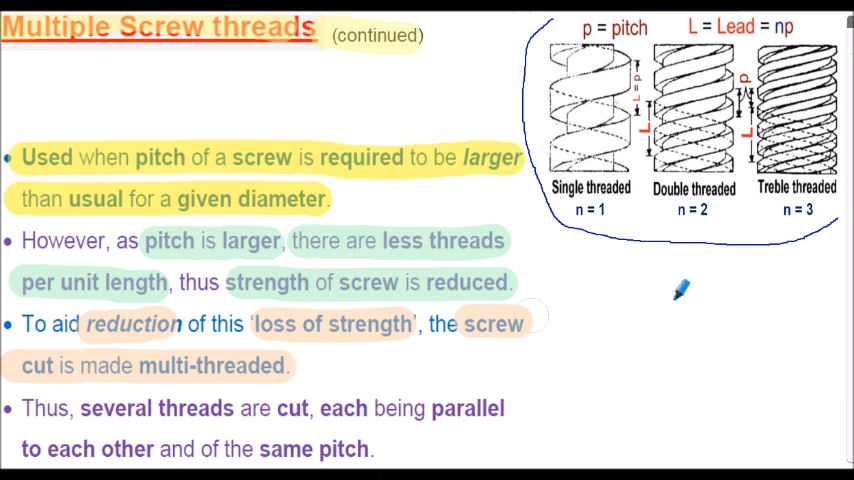 Multiple Screw threads (continued)
p = pitch L = Lead = np
L = p
L
L
p
Single threaded Double threaded Treble threaded
n = 1 n = 2 n = 3
• Used when pitch of a screw is required to be larger
than usual for a given diameter.
• However, as pitch is larger, there are less threads
per unit length, thus strength of screw is reduced.
• To aid reduction of this ‘loss of strength’, the screw
cut is made multi-threaded.
• Thus, several threads are cut, each being parallel
to each other and of the same pitch.